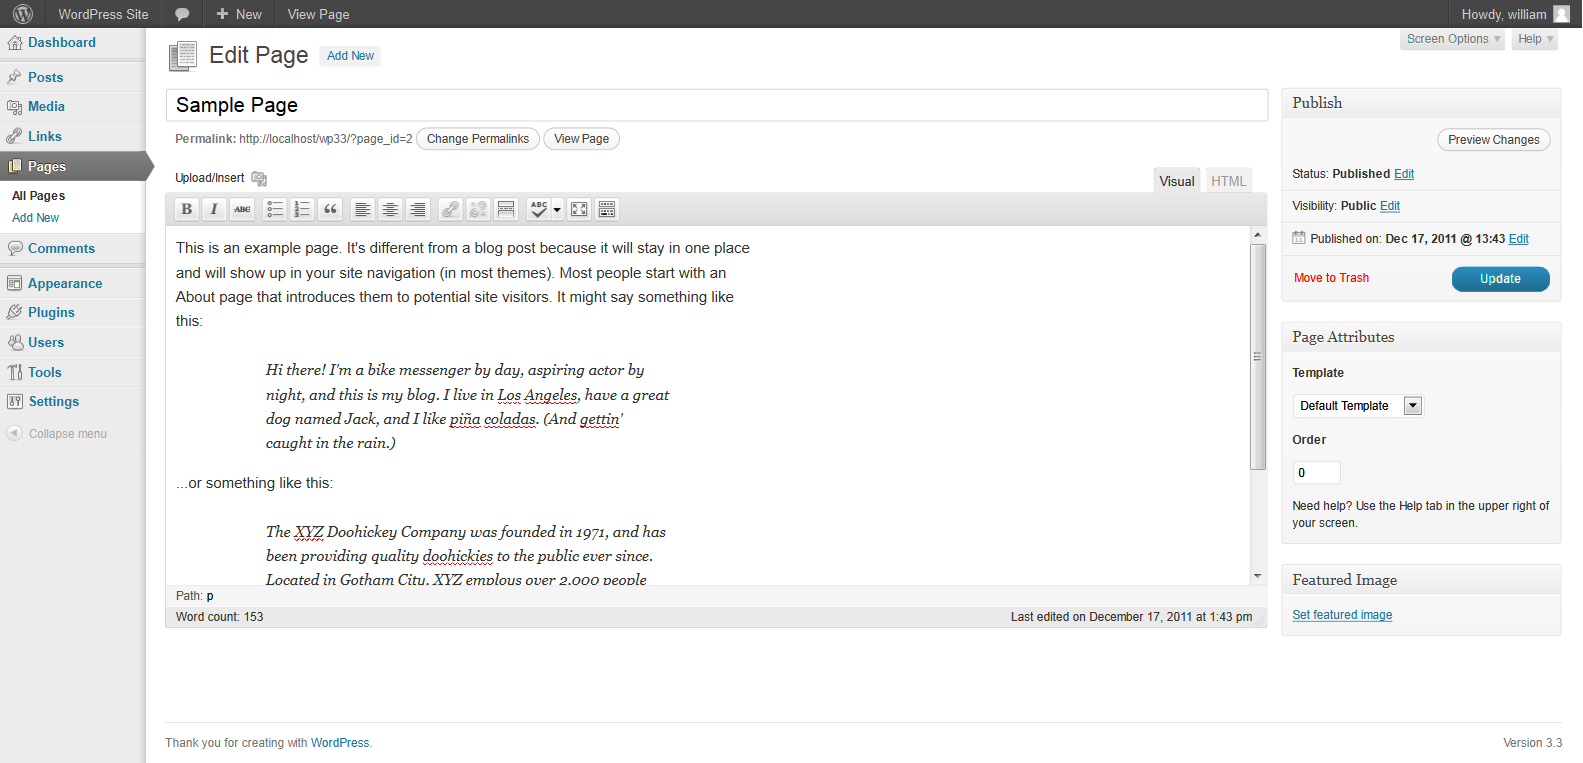 WordPress Site
New
View Page
Howdy, william
Dashboard
Posts
Media
Links
Pages
All Pages
Add New
Comments
Appearance
Plugins
Users
Tools
Settings
Collapse menu
Screen Options
Help
Edit Page
Add New
Sample Page
Permalink: http://localhost/wp33/?page_id=2 Change Permalinks View Page
Upload/Insert
Visual
HTML
B I ABC
ABC
This is an example page. It's different from a blog post because it will stay in one place
and will show up in your site navigation (in most themes). Most people start with an
About page that introduces them to potential site visitors. It might say something like
this:
Hi there! I'm a bike messenger by day, aspiring actor by
night, and this is my blog. I live in Los Angeles, have a great
dog named Jack, and I like piña coladas. (And gettin'
caught in the rain.)
...or something like this:
The XYZ Doohickey Company was founded in 1971, and has
been providing quality doohickies to the public ever since.
Located in Gotham City, XYZ employs over 2,000 people
Path: p
Word count: 153
Last edited on December 17, 2011 at 1:43 pm
Publish
Preview Changes
Status: Published Edit
Visibility: Public Edit
Published on: Dec 17, 2011 @ 13:43 Edit
Move to Trash
Update
Page Attributes
Template
Default Template
Order
0
Need help? Use the Help tab in the upper right of
your screen.
Featured Image
Set featured image
Thank you for creating with WordPress.
Version 3.3